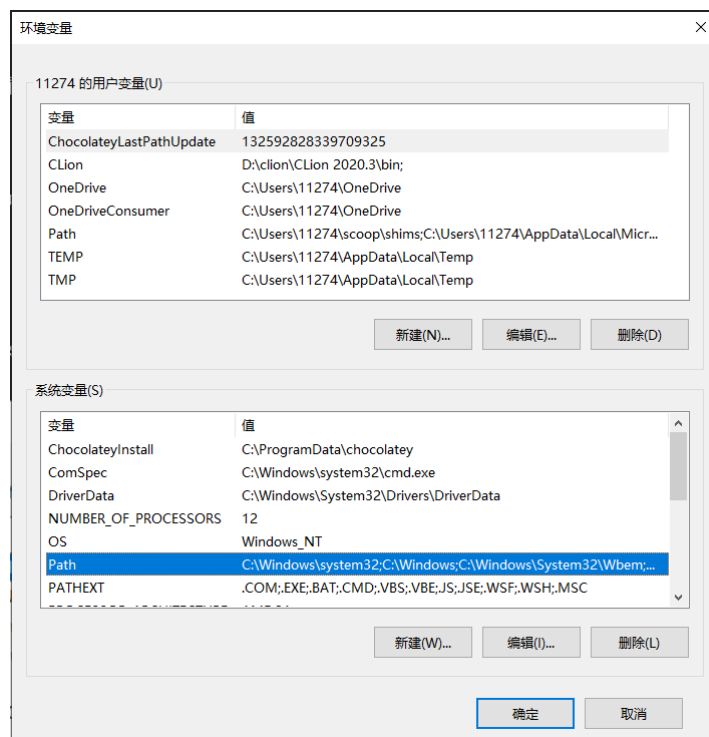 环境变量
11274 的用户变量(U)
变量 值
ChocolateyLastPathUpdate 132592828339709325
CLion D:\clion\CLion 2020.3\bin;
OneDrive C:\Users\11274\OneDrive
OneDriveConsumer C:\Users\11274\OneDrive
Path C:\Users\11274\scoop\shims;C:\Users\11274\AppData\Local\Micr...
TEMP C:\Users\11274\AppData\Local\Temp
TMP C:\Users\11274\AppData\Local\Temp
新建(N)... 编辑(E)... 删除(D)
系统变量(S)
变量 值
ChocolateyInstall C:\ProgramData\chocolatey
ComSpec C:\Windows\system32\cmd.exe
DriverData C:\Windows\System32\Drivers\DriverData
NUMBER_OF_PROCESSORS 12
OS Windows_NT
Path C:\Windows\system32;C:\Windows;C:\Windows\System32\Wbem;...
PATHEXT .COM;.EXE;.BAT;.CMD;.VBS;.VBE;.JS;.JSE;.WSF;.WSH;.MSC
新建(W)... 编辑(I)... 删除(L)
确定 取消